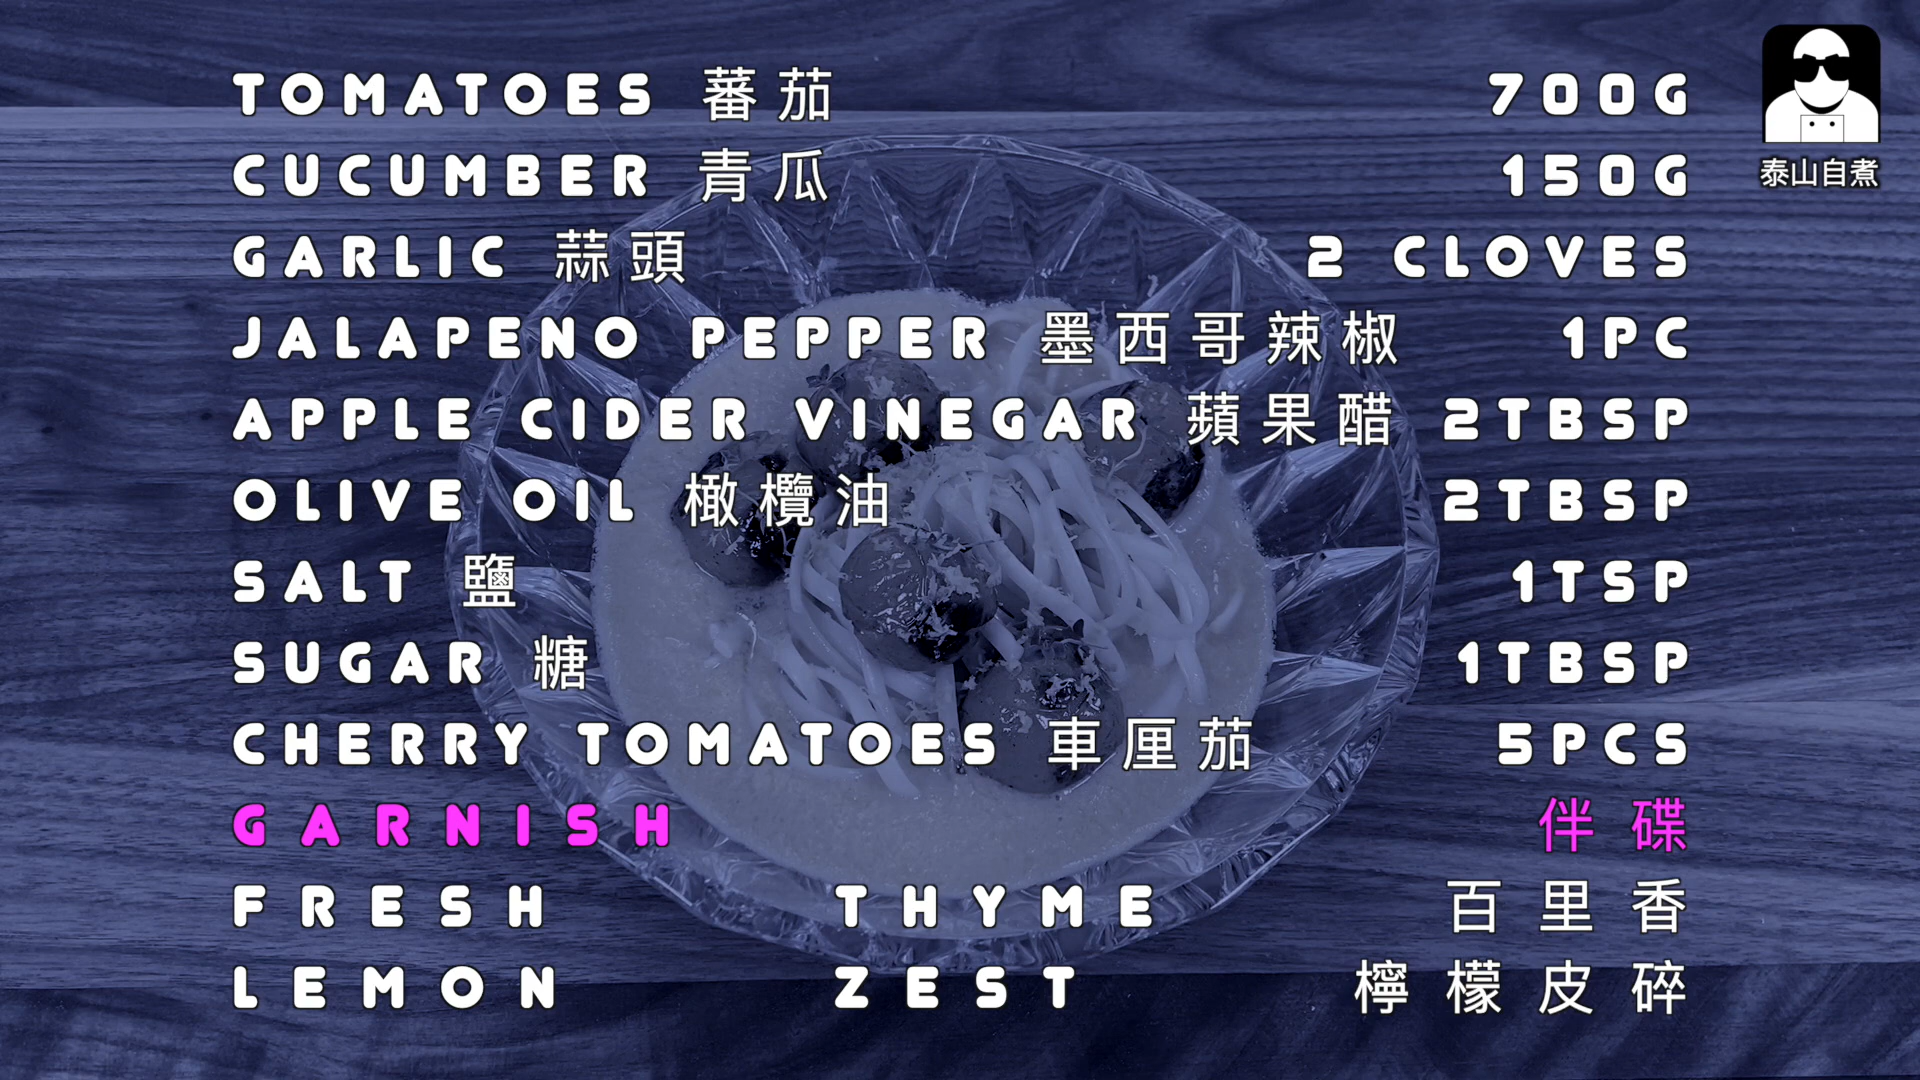 TOMATOES 蕃茄 700G
CUCUMBER 青瓜 150G
GARLIC 蒜頭 2 CLOVES
JALAPENO PEPPER 墨西哥辣椒 1PC
APPLE CIDER VINEGAR 蘋果醋 2TBSP
OLIVE OIL 橄欖油 2TBSP
SALT 鹽 1TSP
SUGAR 糖 1TBSP
CHERRY TOMATOES 車厘茄 5PCS
GARNISH 伴碟
FRESH THYME 百里香
LEMON ZEST 檸檬皮碎
泰山自煮